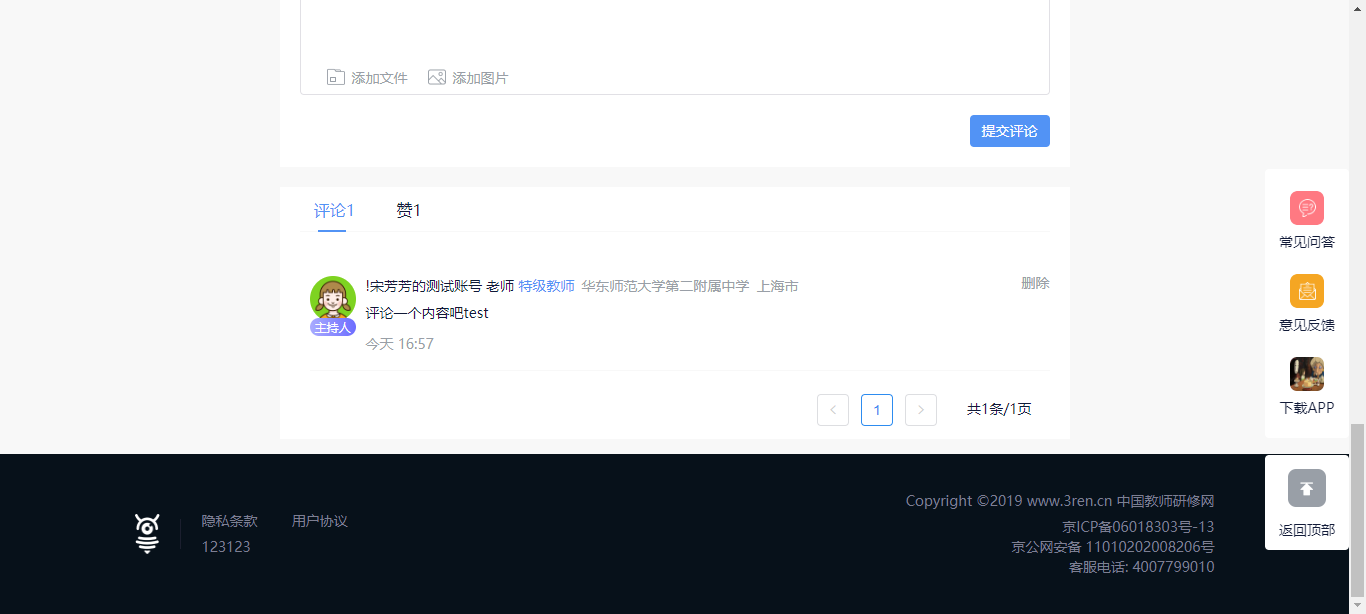 添加文件 添加图片
提交评论
评论1 赞1
!宋芳芳的测试账号 老师 特级教师 华东师范大学第二附属中学 上海市 删除
评论一个内容吧test
主持人
今天 16:57
1 共1条/1页
常见问答
意见反馈
下载APP
返回顶部
隐私条款 用户协议
123123
Copyright ©2019 www.3ren.cn 中国教师研修网
京ICP备06018303号-13
京公网安备 11010202008206号
客服电话: 4007799010